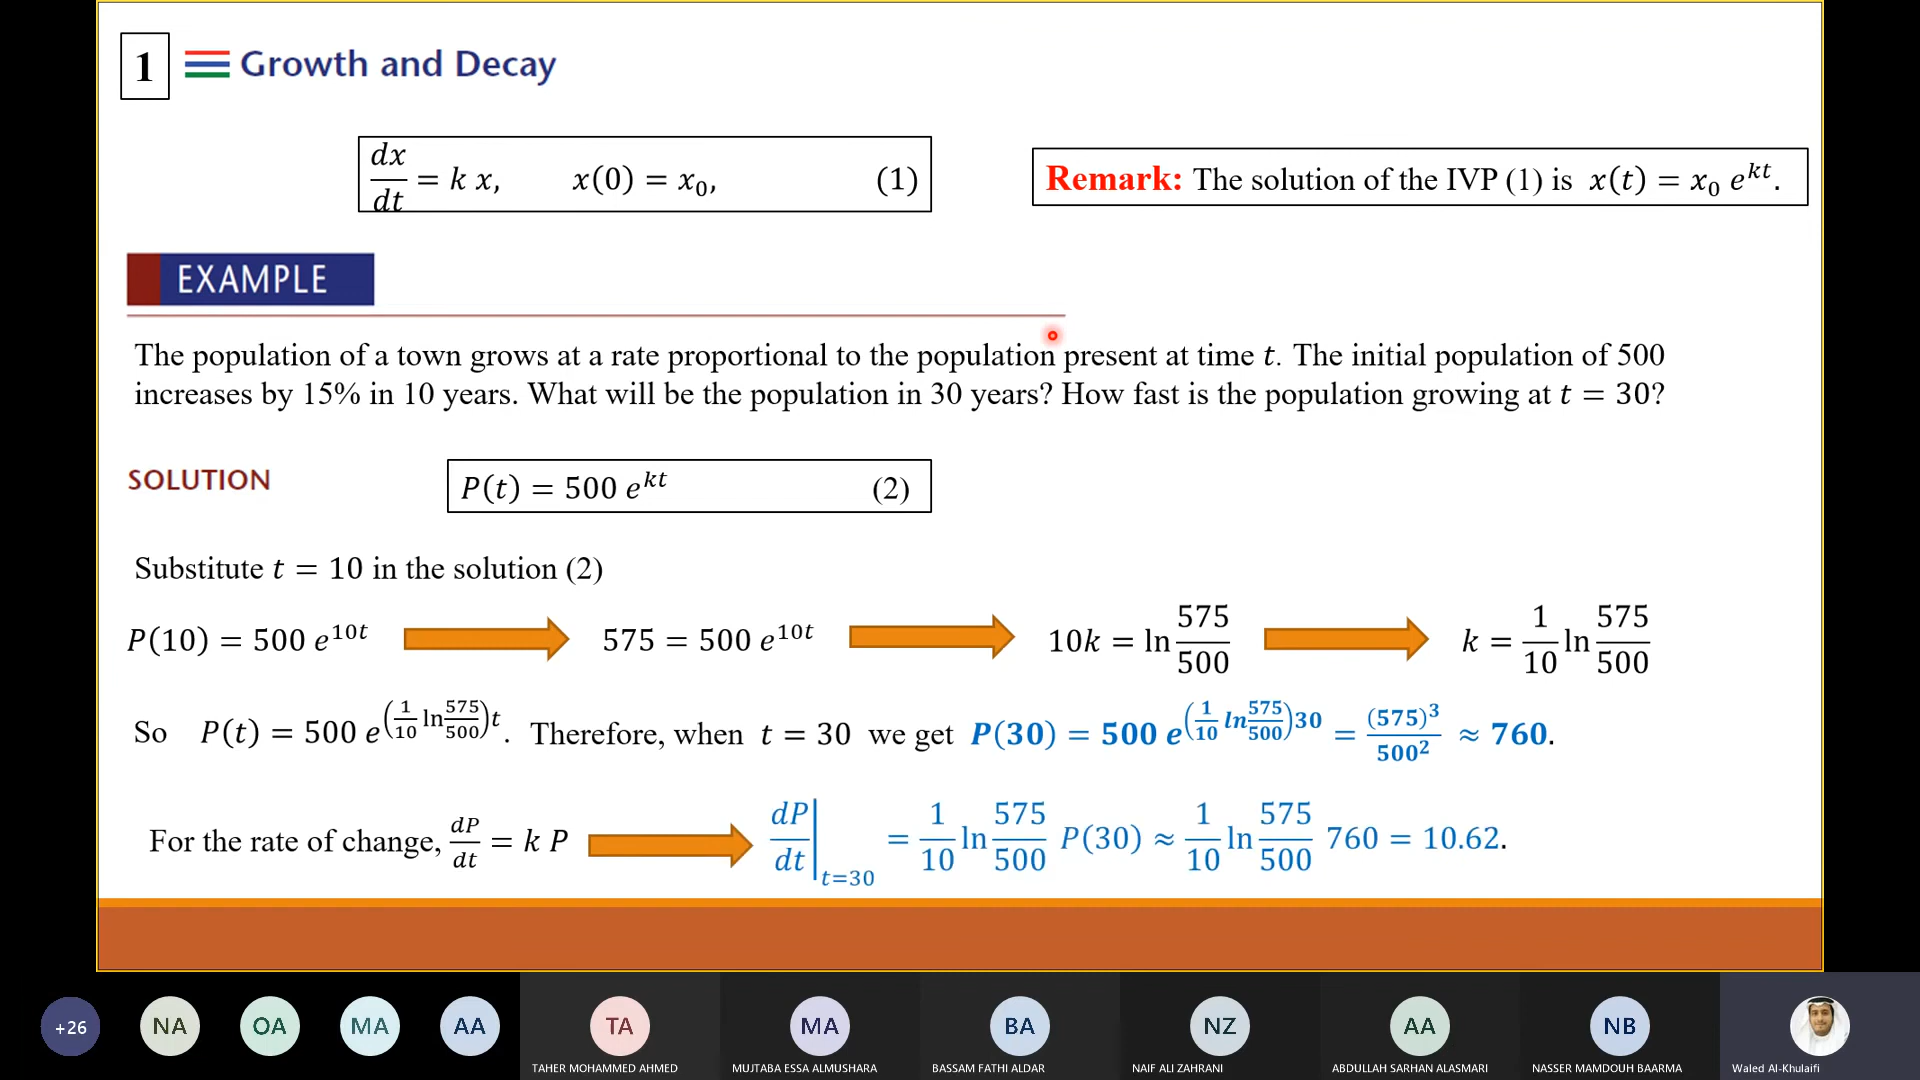 1 Growth and Decay
dx/dt = k x, x(0) = x₀, (1)
Remark: The solution of the IVP (1) is x(t) = x₀ e^{kt}.
EXAMPLE
The population of a town grows at a rate proportional to the population present at time t. The initial population of 500
increases by 15% in 10 years. What will be the population in 30 years? How fast is the population growing at t = 30?
SOLUTION
P(t) = 500 e^{kt} (2)
Substitute t = 10 in the solution (2)
P(10) = 500 e^{10t} 575 = 500 e^{10t} 10k = ln 575/500 k = 1/10 ln 575/500
So P(t) = 500 e^{(1/10 ln 575/500)t}. Therefore, when t = 30 we get P(30) = 500 e^{(1/10 ln 575/500)30} = (575)³/500² ≈ 760.
For the rate of change, dP/dt = k P dP/dt|_{t=30} = 1/10 ln 575/500 P(30) ≈ 1/10 ln 575/500 760 = 10.62.
+26 NA OA MA AA TA MA BA NZ AA NB
TAHER MOHAMMED AHMED MUJTABA ESSA ALMUSHARA BASSAM FATHI ALDAR NAIF ALI ZAHRANI ABDULLAH SARHAN ALASMARI NASSER MAMDOUH BAARMA Waled Al-Khulaifi